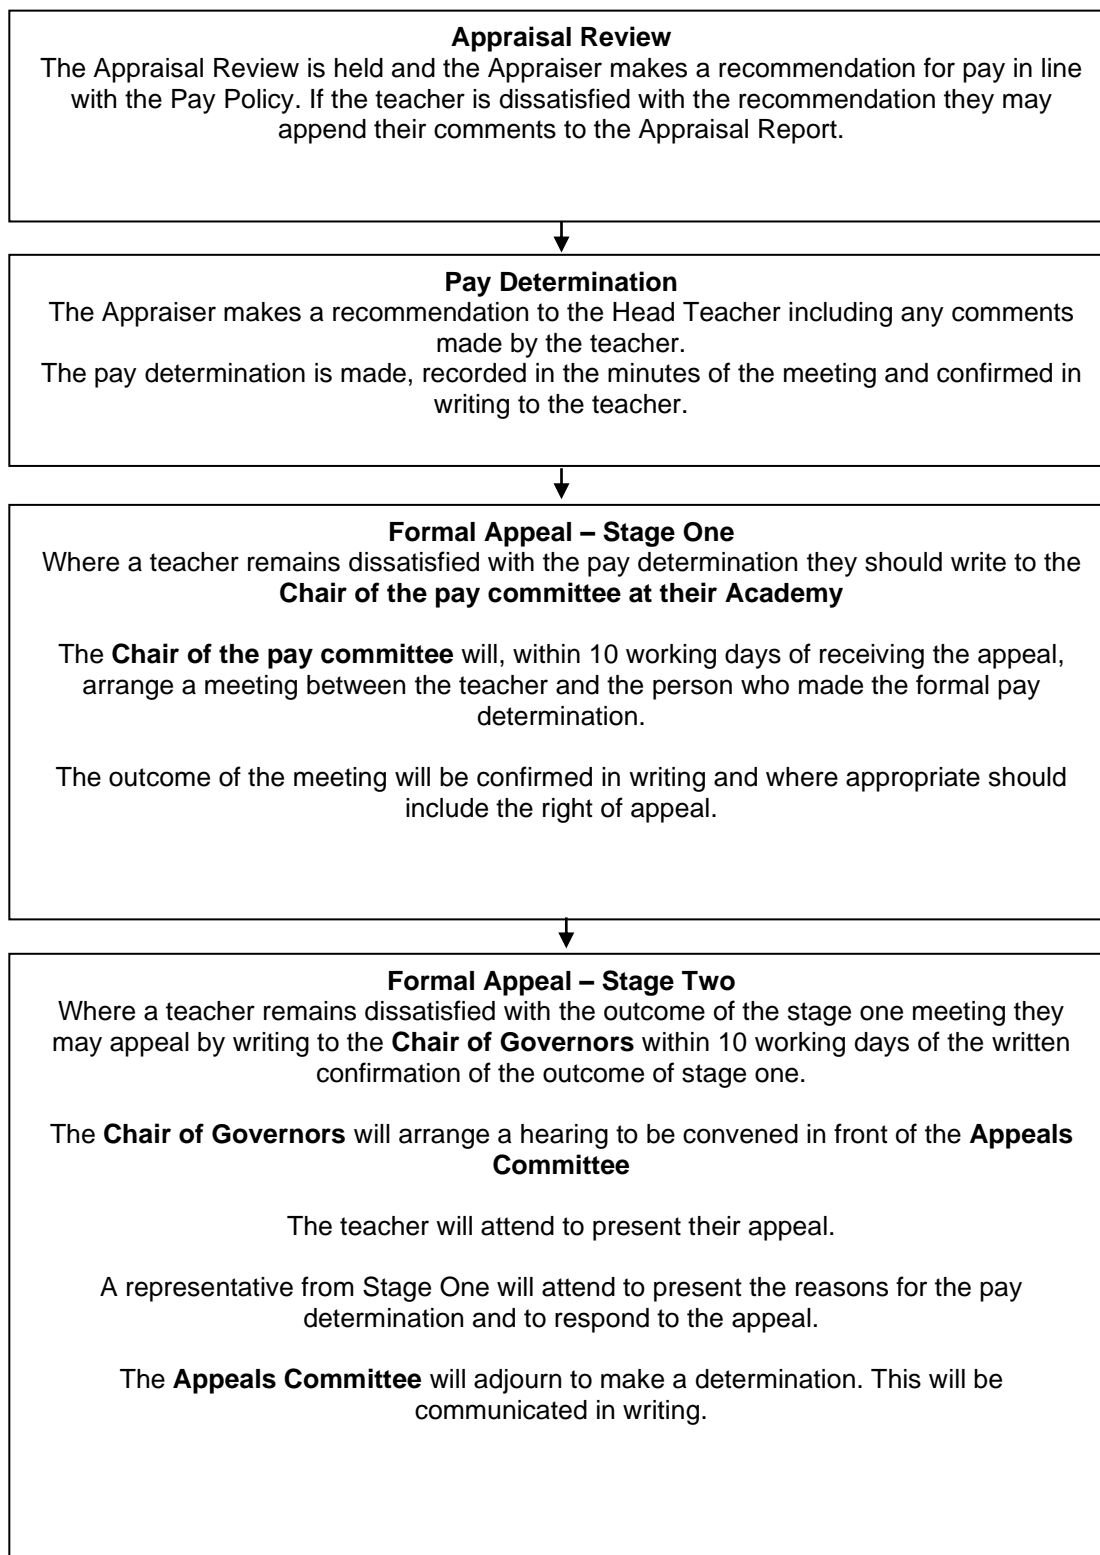 Appraisal Review
The Appraisal Review is held and the Appraiser makes a recommendation for pay in line
with the Pay Policy. If the teacher is dissatisfied with the recommendation they may
append their comments to the Appraisal Report.
Pay Determination
The Appraiser makes a recommendation to the Head Teacher including any comments
made by the teacher.
The pay determination is made, recorded in the minutes of the meeting and confirmed in
writing to the teacher.
Formal Appeal – Stage One
Where a teacher remains dissatisfied with the pay determination they should write to the
Chair of the pay committee at their Academy
The Chair of the pay committee will, within 10 working days of receiving the appeal,
arrange a meeting between the teacher and the person who made the formal pay
determination.
The outcome of the meeting will be confirmed in writing and where appropriate should
include the right of appeal.
Formal Appeal – Stage Two
Where a teacher remains dissatisfied with the outcome of the stage one meeting they
may appeal by writing to the Chair of Governors within 10 working days of the written
confirmation of the outcome of stage one.
The Chair of Governors will arrange a hearing to be convened in front of the Appeals
Committee
The teacher will attend to present their appeal.
A representative from Stage One will attend to present the reasons for the pay
determination and to respond to the appeal.
The Appeals Committee will adjourn to make a determination. This will be
communicated in writing.